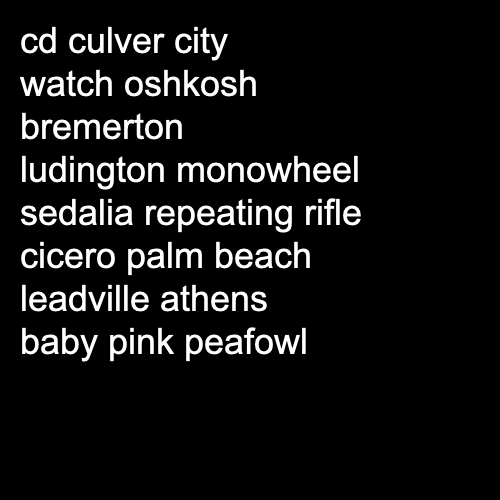 cd culver city
watch oshkosh
bremerton
ludington monowheel
sedalia repeating rifle
cicero palm beach
leadville athens
baby pink peafowl